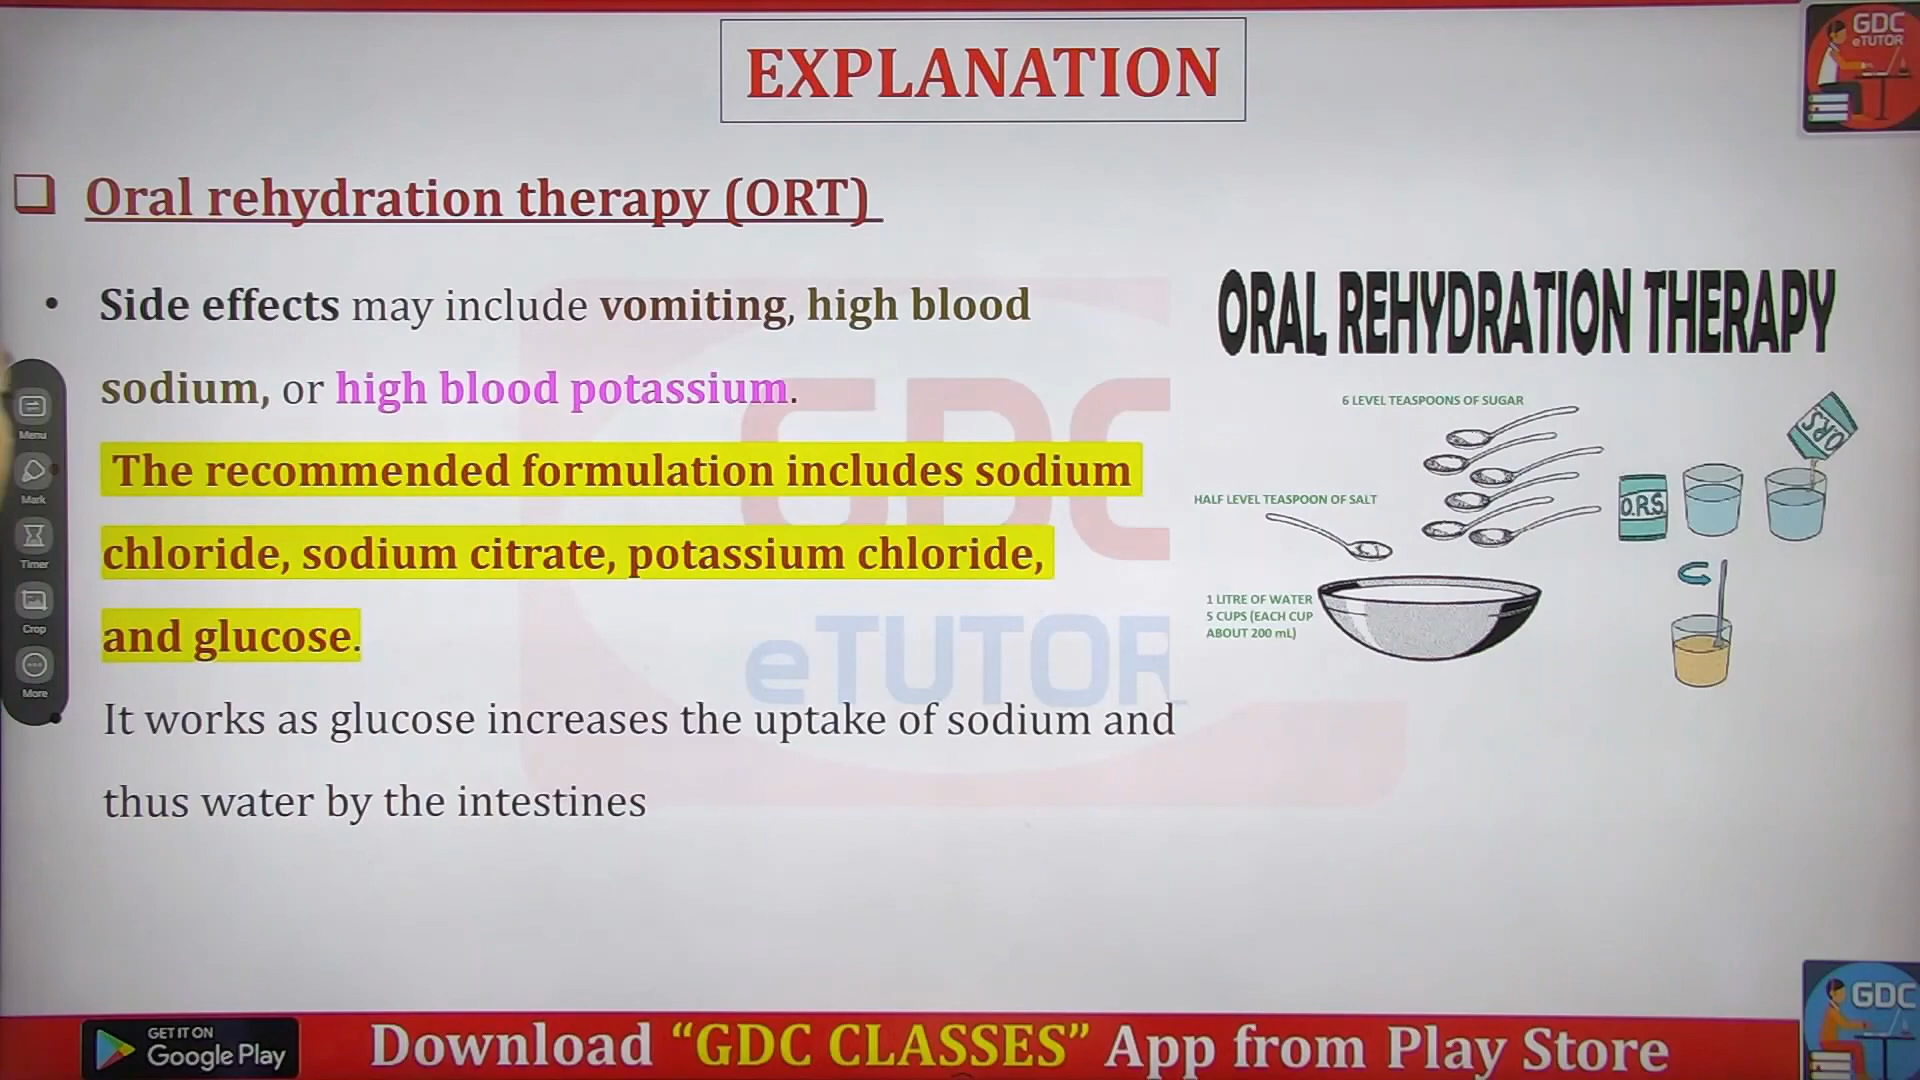 EXPLANATION
GDC
eTUTOR
Oral rehydration therapy (ORT)
• Side effects may include vomiting, high blood
sodium, or high blood potassium.
The recommended formulation includes sodium
chloride, sodium citrate, potassium chloride,
and glucose.
It works as glucose increases the uptake of sodium and
thus water by the intestines
ORAL REHYDRATION THERAPY
6 LEVEL TEASPOONS OF SUGAR
HALF LEVEL TEASPOON OF SALT
1 LITRE OF WATER
5 CUPS (EACH CUP
ABOUT 200 mL)
O.R.S.
O.R.S
GDC
eTUTOR
Menu
Mark
Timer
Crop
More
GET IT ON
Google Play
Download “GDC CLASSES” App from Play Store
GDC